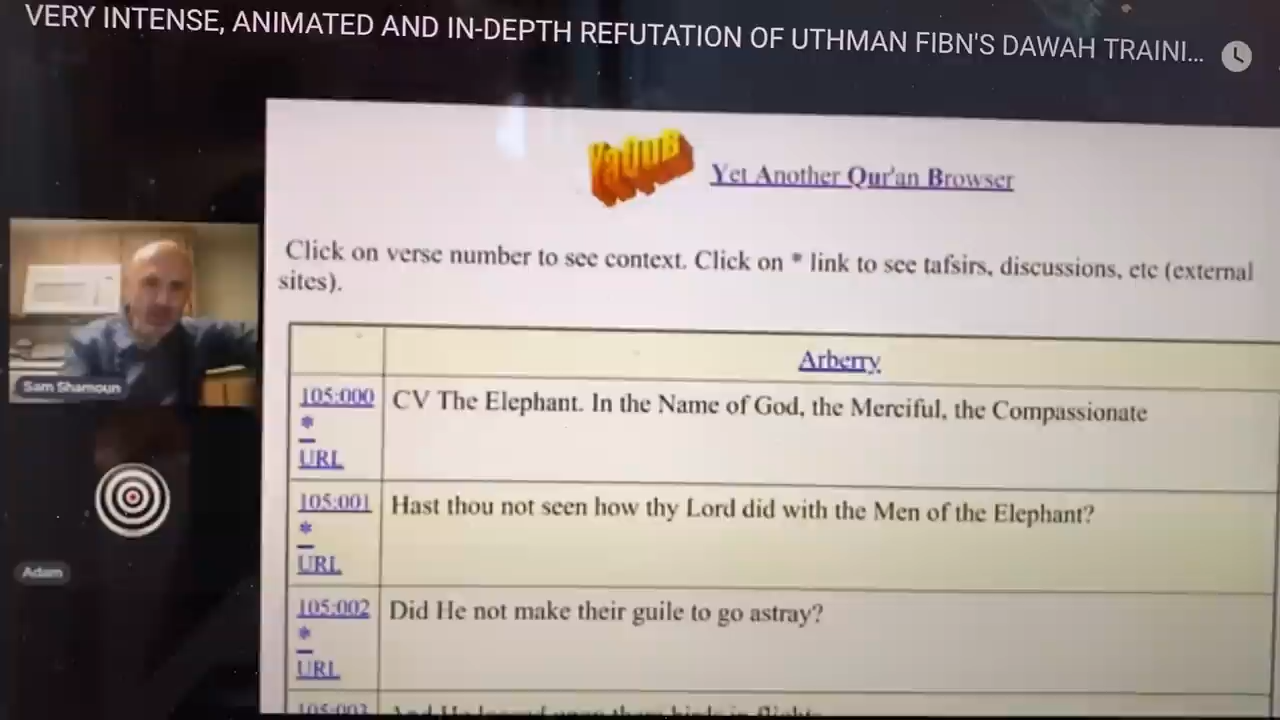 VERY INTENSE, ANIMATED AND IN-DEPTH REFUTATION OF UTHMAN FIBN'S DAWAH TRAINI...
YaQuB
Yet Another Qur'an Browser
Click on verse number to see context. Click on * link to see tafsirs, discussions, etc (external
sites).
Arberry
105:000
*
URL
CV The Elephant. In the Name of God, the Merciful, the Compassionate
105:001
*
URL
Hast thou not seen how thy Lord did with the Men of the Elephant?
105:002
*
URL
Did He not make their guile to go astray?
105:003
Sam Shamoun
Adam